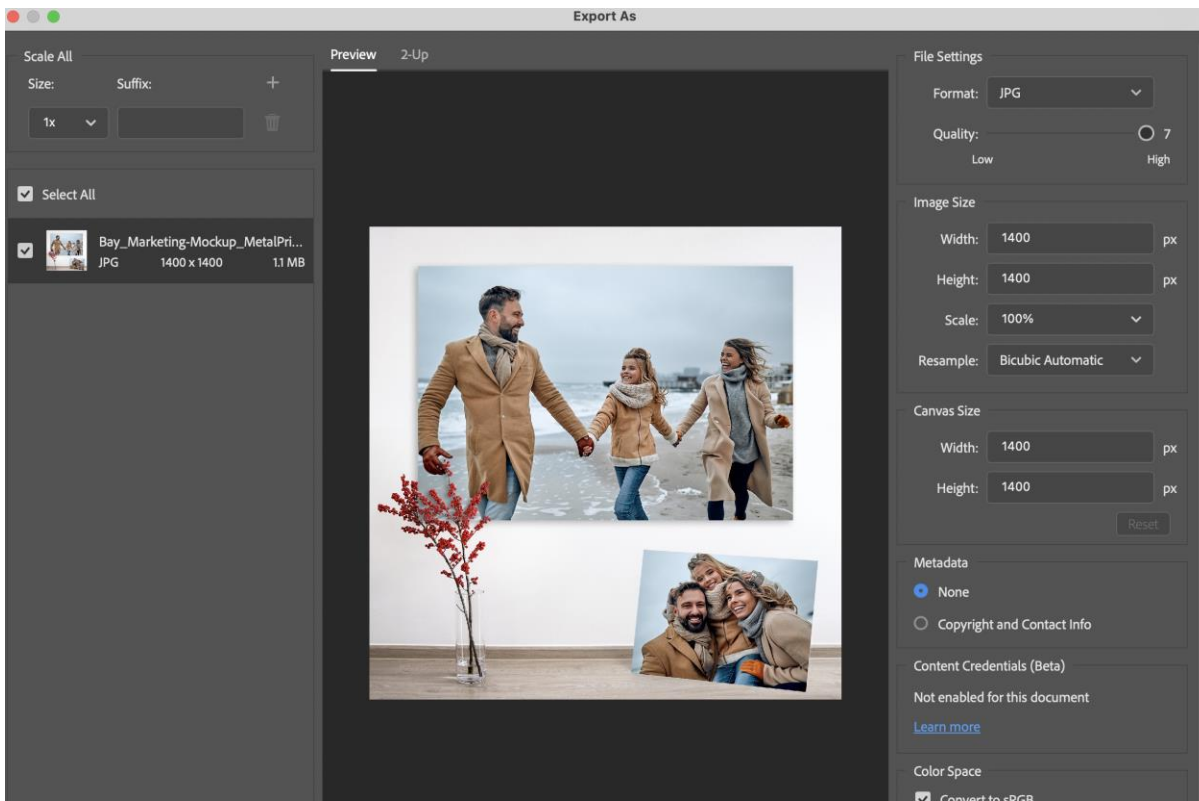 Export As
Scale All
Size: Suffix:
1x
Select All
Bay_Marketing-Mockup_MetalPri...
JPG 1400 x 1400 1.1 MB
Preview 2-Up
File Settings
Format: JPG
Quality: 7
Low High
Image Size
Width: 1400 px
Height: 1400 px
Scale: 100%
Resample: Bicubic Automatic
Canvas Size
Width: 1400 px
Height: 1400 px
Reset
Metadata
None
Copyright and Contact Info
Content Credentials (Beta)
Not enabled for this document
Learn more
Color Space
Convert to sRGB